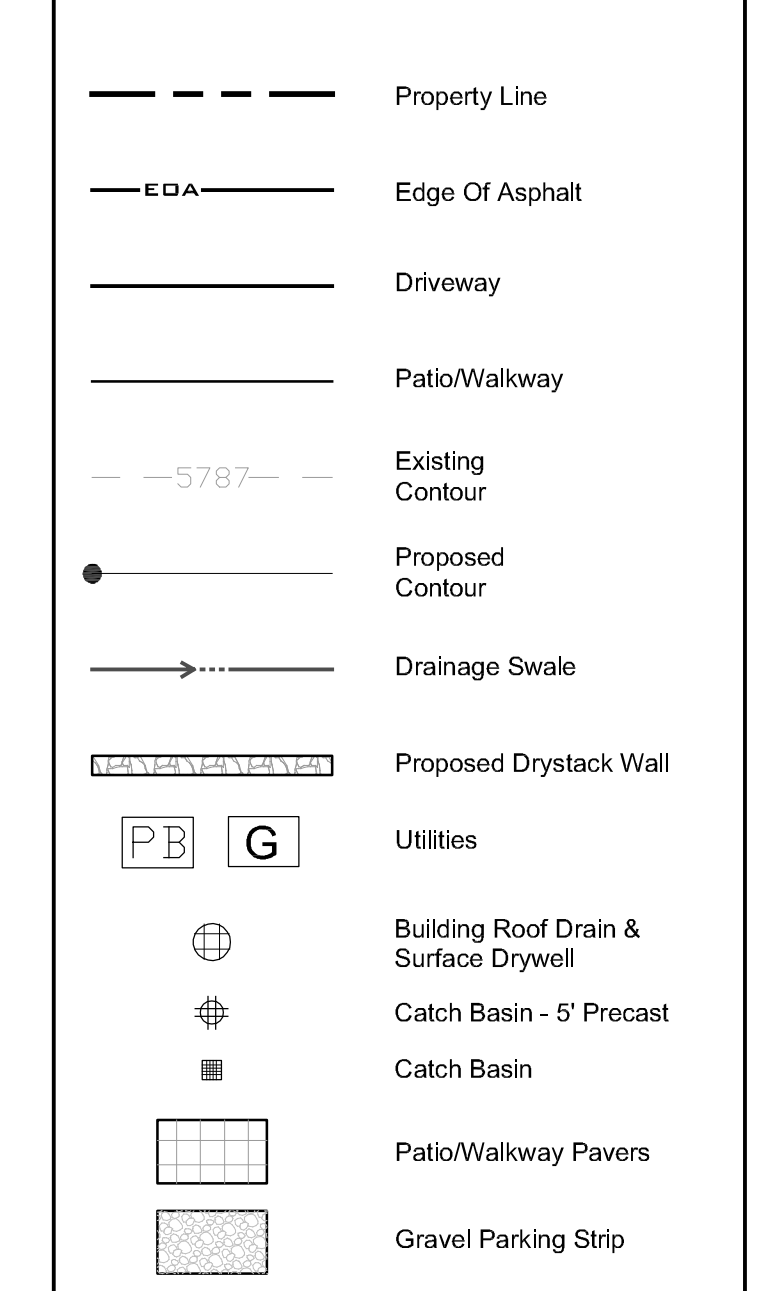 Property Line
EOA Edge Of Asphalt
Driveway
Patio/Walkway
5787 Existing
Contour
Proposed
Contour
Drainage Swale
Proposed Drystack Wall
PB G Utilities
Building Roof Drain &
Surface Drywell
Catch Basin - 5' Precast
Catch Basin
Patio/Walkway Pavers
Gravel Parking Strip